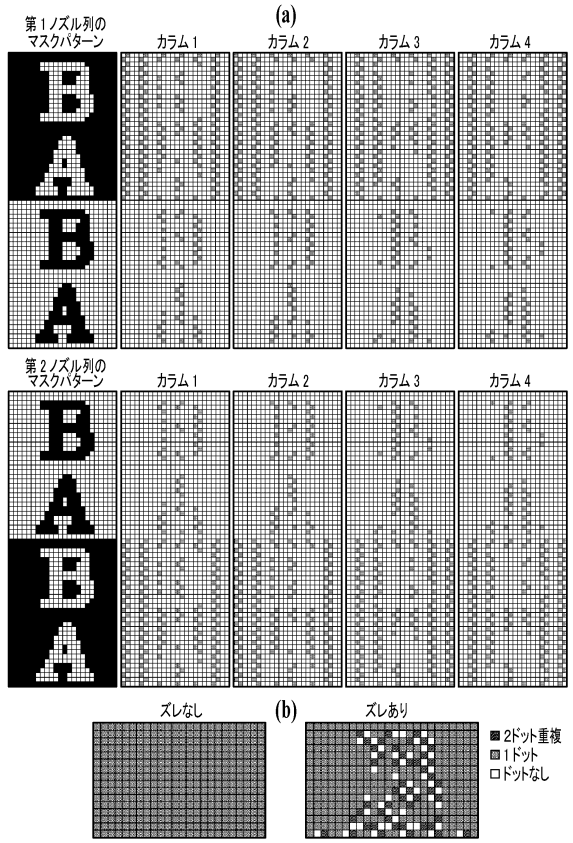 (a)
第1ノズル列の
マスクパターン
カラム1
カラム2
カラム3
カラム4
B
A
B
A
第2ノズル列の
マスクパターン
カラム1
カラム2
カラム3
カラム4
B
A
B
A
(b)
ズレなし
ズレあり
2ドット重複
1ドット
ドットなし